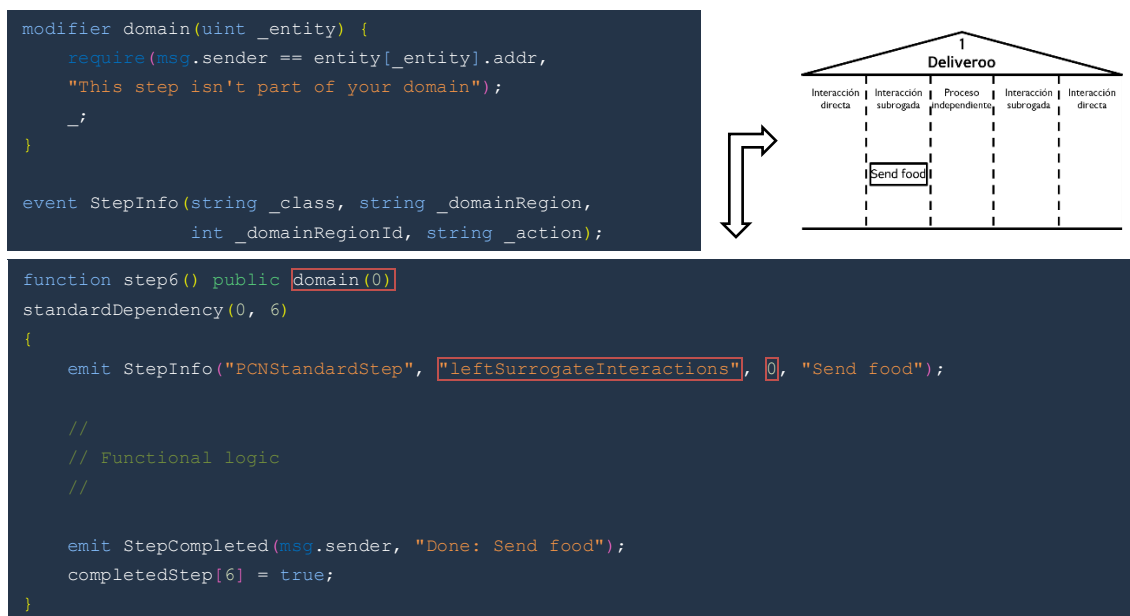 modifier domain(uint _entity) {
require(msg.sender == entity[_entity].addr,
"This step isn't part of your domain");
_;
}
event StepInfo(string _class, string _domainRegion,
int _domainRegionId, string _action);
1
Deliveroo
Interacción directa
Interacción subrogada
Proceso independiente
Interacción subrogada
Interacción directa
Send food
function step6() public domain(0)
standardDependency(0, 6)
{
emit StepInfo("PCNStandardStep", "leftSurrogateInteractions", 0, "Send food");
//
// Functional logic
//
emit StepCompleted(msg.sender, "Done: Send food");
completedStep[6] = true;
}